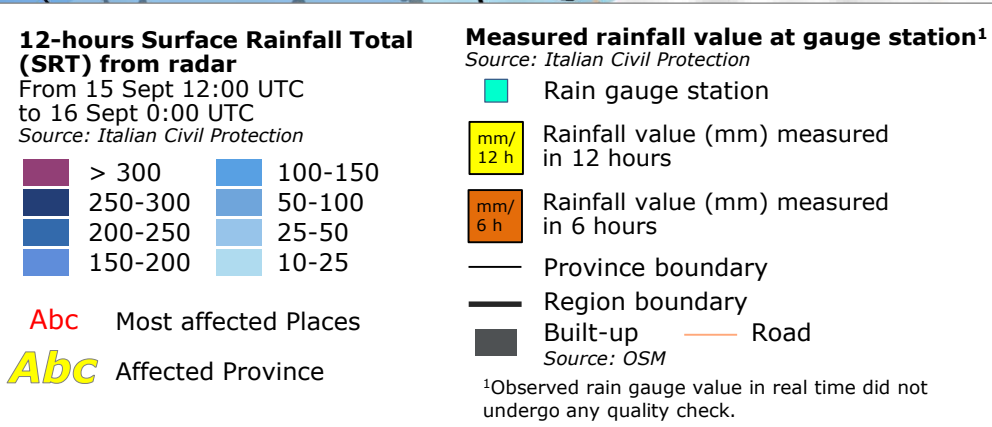 12-hours Surface Rainfall Total
(SRT) from radar
From 15 Sept 12:00 UTC
to 16 Sept 0:00 UTC
Source: Italian Civil Protection
> 300
250-300
200-250
150-200
100-150
50-100
25-50
10-25
Abc Most affected Places
Abc Affected Province
Measured rainfall value at gauge station¹
Source: Italian Civil Protection
Rain gauge station
mm/
12 h
Rainfall value (mm) measured
in 12 hours
mm/
6 h
Rainfall value (mm) measured
in 6 hours
Province boundary
Region boundary
Built-up
Road
Source: OSM
¹Observed rain gauge value in real time did not
undergo any quality check.